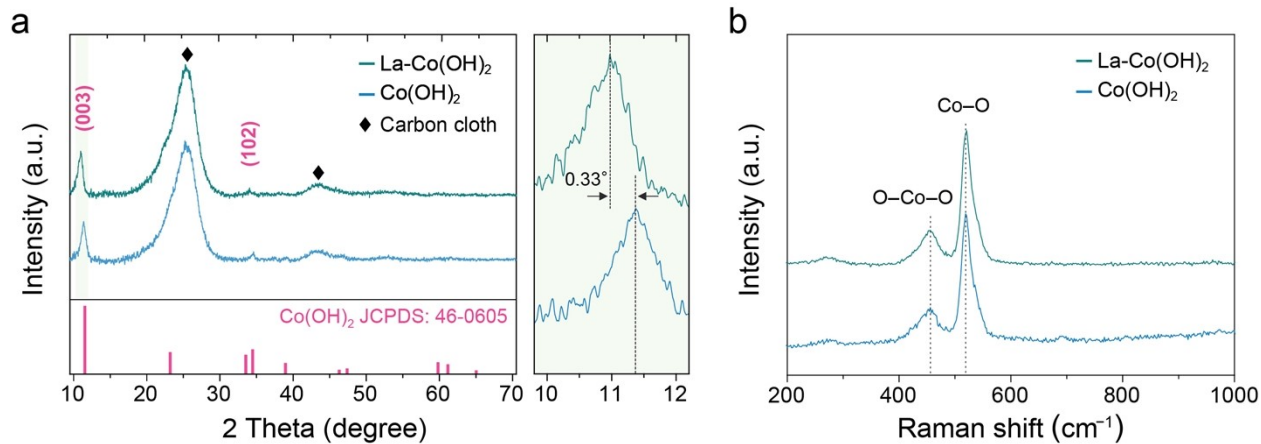 a
Intensity (a.u.)
(003)
(102)
La-Co(OH)₂
Co(OH)₂
◆ Carbon cloth
Co(OH)₂ JCPDS: 46-0605
10 20 30 40 50 60 70
2 Theta (degree)
0.33°
10 11 12
b
Intensity (a.u.)
La-Co(OH)₂
Co(OH)₂
Co–O
O–Co–O
200 400 600 800 1000
Raman shift (cm⁻¹)